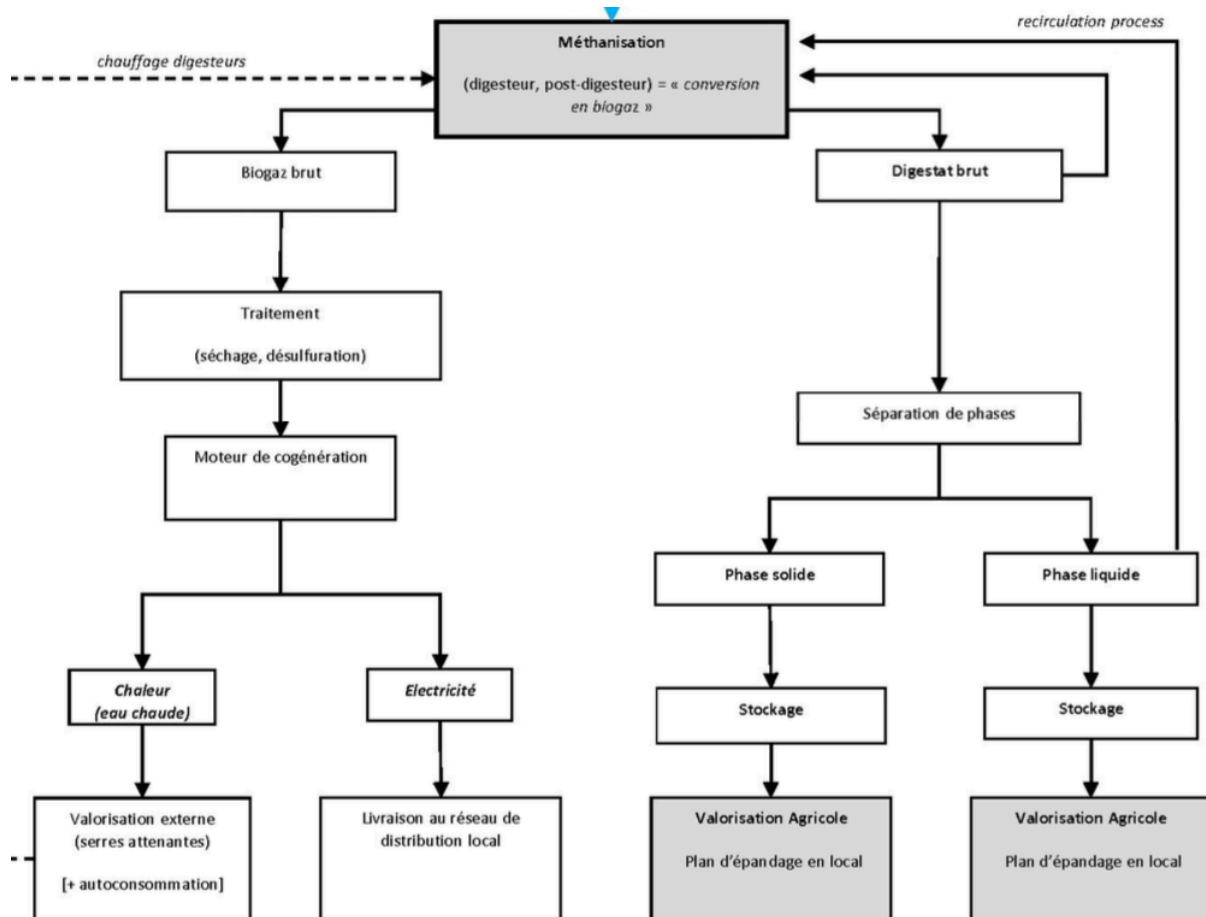 recirculation process
chauffage digesteurs
Méthanisation
(digesteur, post-digesteur) = « conversion
en biogaz »
Biogaz brut
Digestat brut
Traitement
(séchage, désulfuration)
Séparation de phases
Moteur de cogénération
Phase solide
Phase liquide
Chaleur
(eau chaude)
Electricité
Stockage
Stockage
Valorisation externe
(serres attenantes)
[+ autoconsommation]
Livraison au réseau de
distribution local
Valorisation Agricole
Plan d'épandage en local
Valorisation Agricole
Plan d'épandage en local